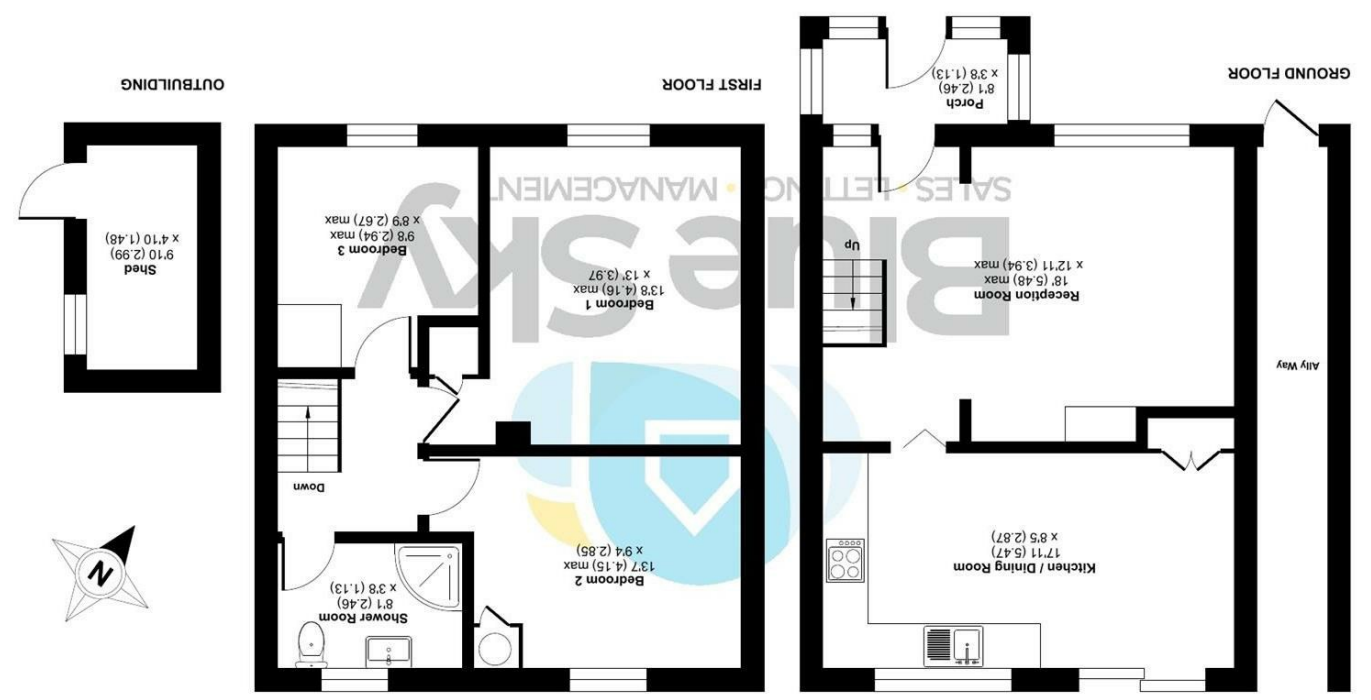 Kitchen / Dining Room
17'11 (5.47)
x 8'5 (2.87)
Ally Way
Reception Room
18' (5.48) max
x 12'11 (3.94) max
Up
Porch
8'1 (2.46)
x 3'8 (1.13)
GROUND FLOOR
Bedroom 2
13'7 (4.15) max
x 9'4 (2.85)
Shower Room
8'1 (2.46)
x 3'8 (1.13)
Down
Bedroom 1
13'8 (4.16) max
x 13' (3.97)
Bedroom 3
9'8 (2.94) max
x 8'9 (2.67) max
FIRST FLOOR
N
Shed
9'10 (2.99)
x 4'10 (1.48)
OUTBUILDING
Blue Sky
SALES • LETTING • MANAGEMENT